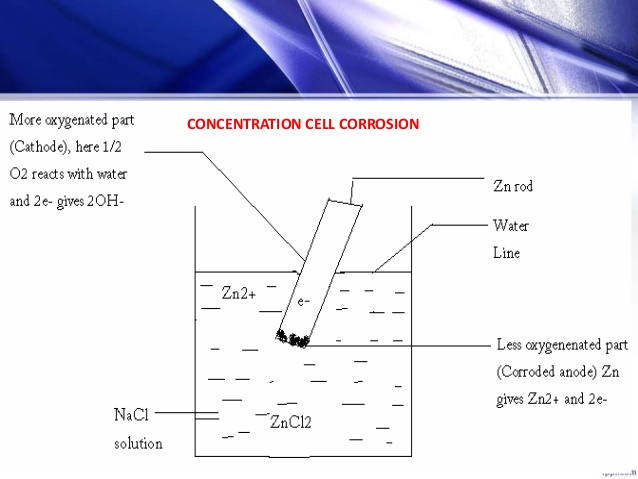 CONCENTRATION CELL CORROSION
More oxygenated part
(Cathode), here 1/2
O2 reacts with water
and 2e- gives 2OH-
Zn rod
Water
Line
Zn2+
e-
Less oxygenenated part
(Corroded anode) Zn
gives Zn2+ and 2e-
NaCl
solution
ZnCl2